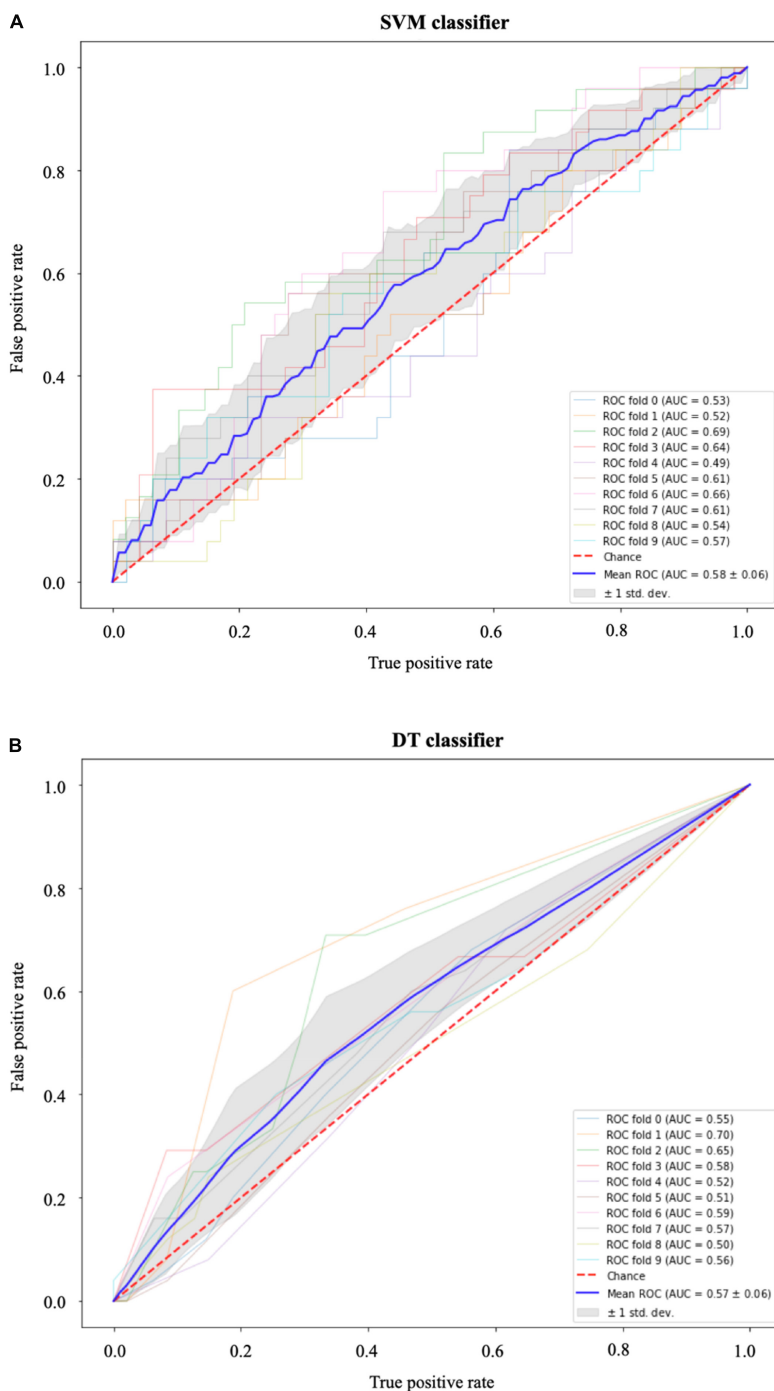 A
SVM classifier
1.0
0.8
0.6
0.4
0.2
0.0
False positive rate
ROC fold 0 (AUC = 0.53)
ROC fold 1 (AUC = 0.52)
ROC fold 2 (AUC = 0.69)
ROC fold 3 (AUC = 0.64)
ROC fold 4 (AUC = 0.49)
ROC fold 5 (AUC = 0.61)
ROC fold 6 (AUC = 0.66)
ROC fold 7 (AUC = 0.61)
ROC fold 8 (AUC = 0.54)
ROC fold 9 (AUC = 0.57)
Chance
Mean ROC (AUC = 0.58 ± 0.06)
± 1 std. dev.
0.0 0.2 0.4 0.6 0.8 1.0
True positive rate
B
DT classifier
1.0
0.8
0.6
0.4
0.2
0.0
False positive rate
ROC fold 0 (AUC = 0.55)
ROC fold 1 (AUC = 0.70)
ROC fold 2 (AUC = 0.65)
ROC fold 3 (AUC = 0.58)
ROC fold 4 (AUC = 0.52)
ROC fold 5 (AUC = 0.51)
ROC fold 6 (AUC = 0.59)
ROC fold 7 (AUC = 0.57)
ROC fold 8 (AUC = 0.50)
ROC fold 9 (AUC = 0.56)
Chance
Mean ROC (AUC = 0.57 ± 0.06)
± 1 std. dev.
0.0 0.2 0.4 0.6 0.8 1.0
True positive rate